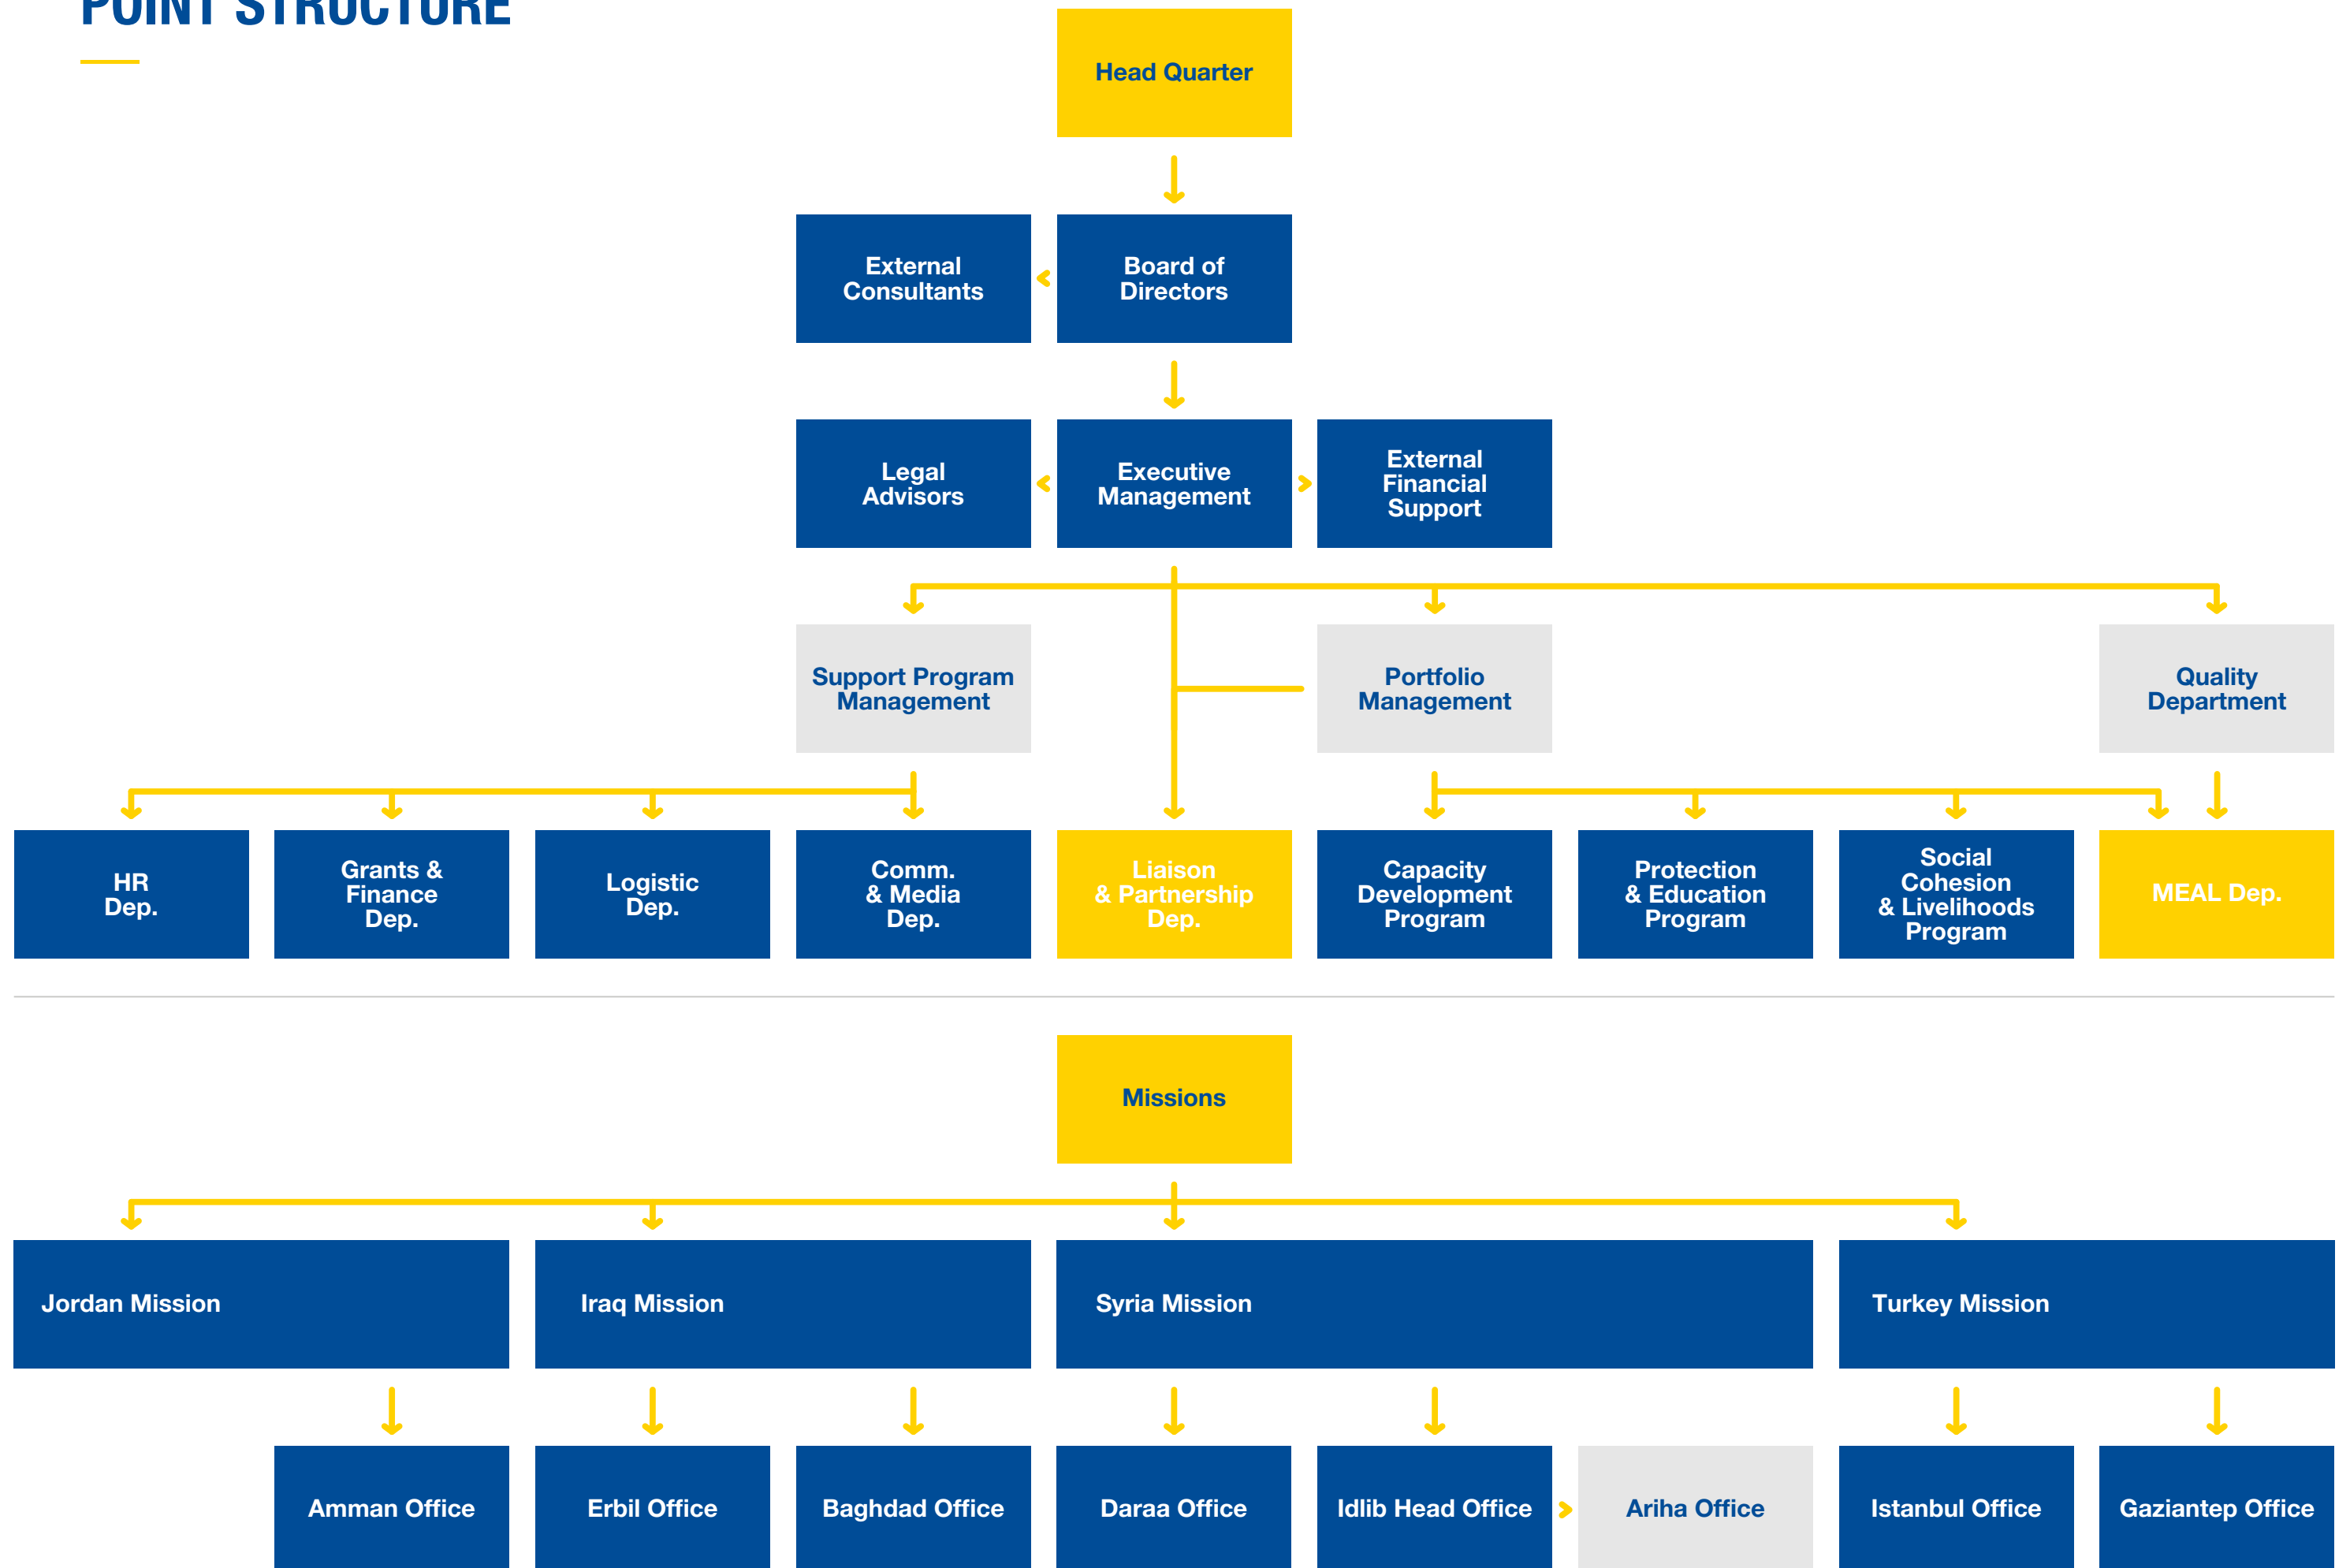 POINT STRUCTURE
Head Quarter
External
Consultants
Board of
Directors
Legal
Advisors
Executive
Management
External
Financial
Support
Support Program
Management
Portfolio
Management
Quality
Department
HR
Dep.
Grants &
Finance
Dep.
Logistic
Dep.
Comm.
& Media
Dep.
Liaison
& Partnership
Dep.
Capacity
Development
Program
Protection
& Education
Program
Social
Cohesion
& Livelihoods
Program
MEAL Dep.
Missions
Jordan Mission
Iraq Mission
Syria Mission
Turkey Mission
Amman Office
Erbil Office
Baghdad Office
Daraa Office
Idlib Head Office
Ariha Office
Istanbul Office
Gaziantep Office